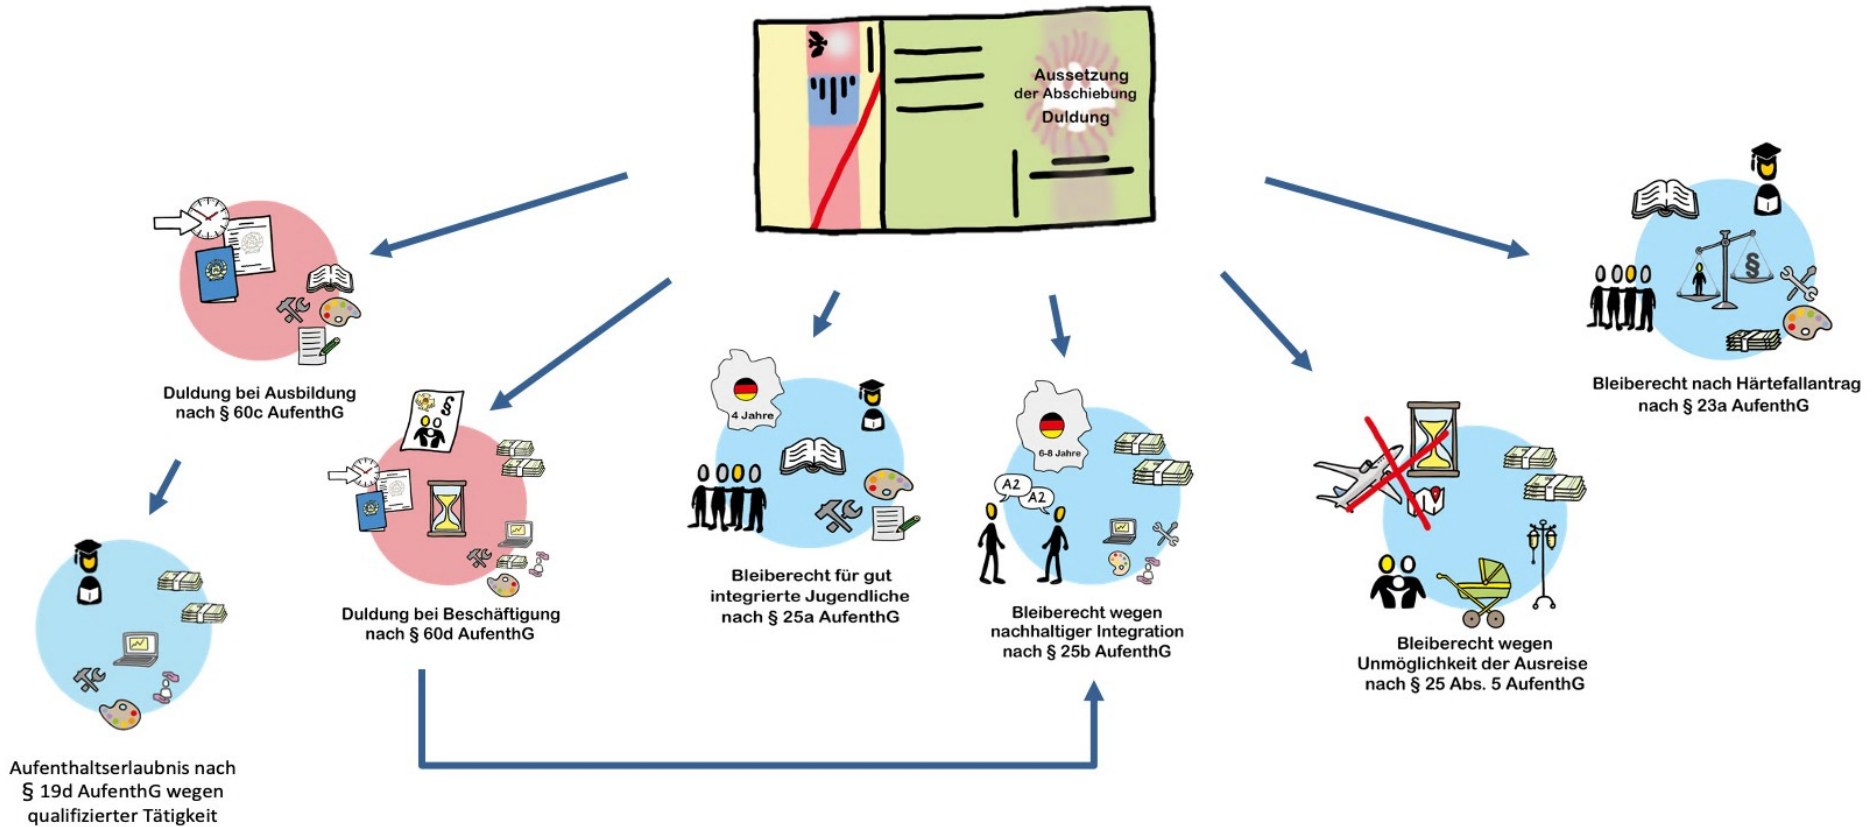 Aussetzung
der Abschiebung
Duldung
Duldung bei Ausbildung
nach § 60c AufenthG
§
Duldung bei Beschäftigung
nach § 60d AufenthG
4 Jahre
Bleiberecht für gut
integrierte Jugendliche
nach § 25a AufenthG
6-8 Jahre
A2
A2
Bleiberecht wegen
nachhaltiger Integration
nach § 25b AufenthG
Bleiberecht wegen
Unmöglichkeit der Ausreise
nach § 25 Abs. 5 AufenthG
§
Bleiberecht nach Härtefallantrag
nach § 23a AufenthG
Aufenthaltserlaubnis nach
§ 19d AufenthG wegen
qualifizierter Tätigkeit